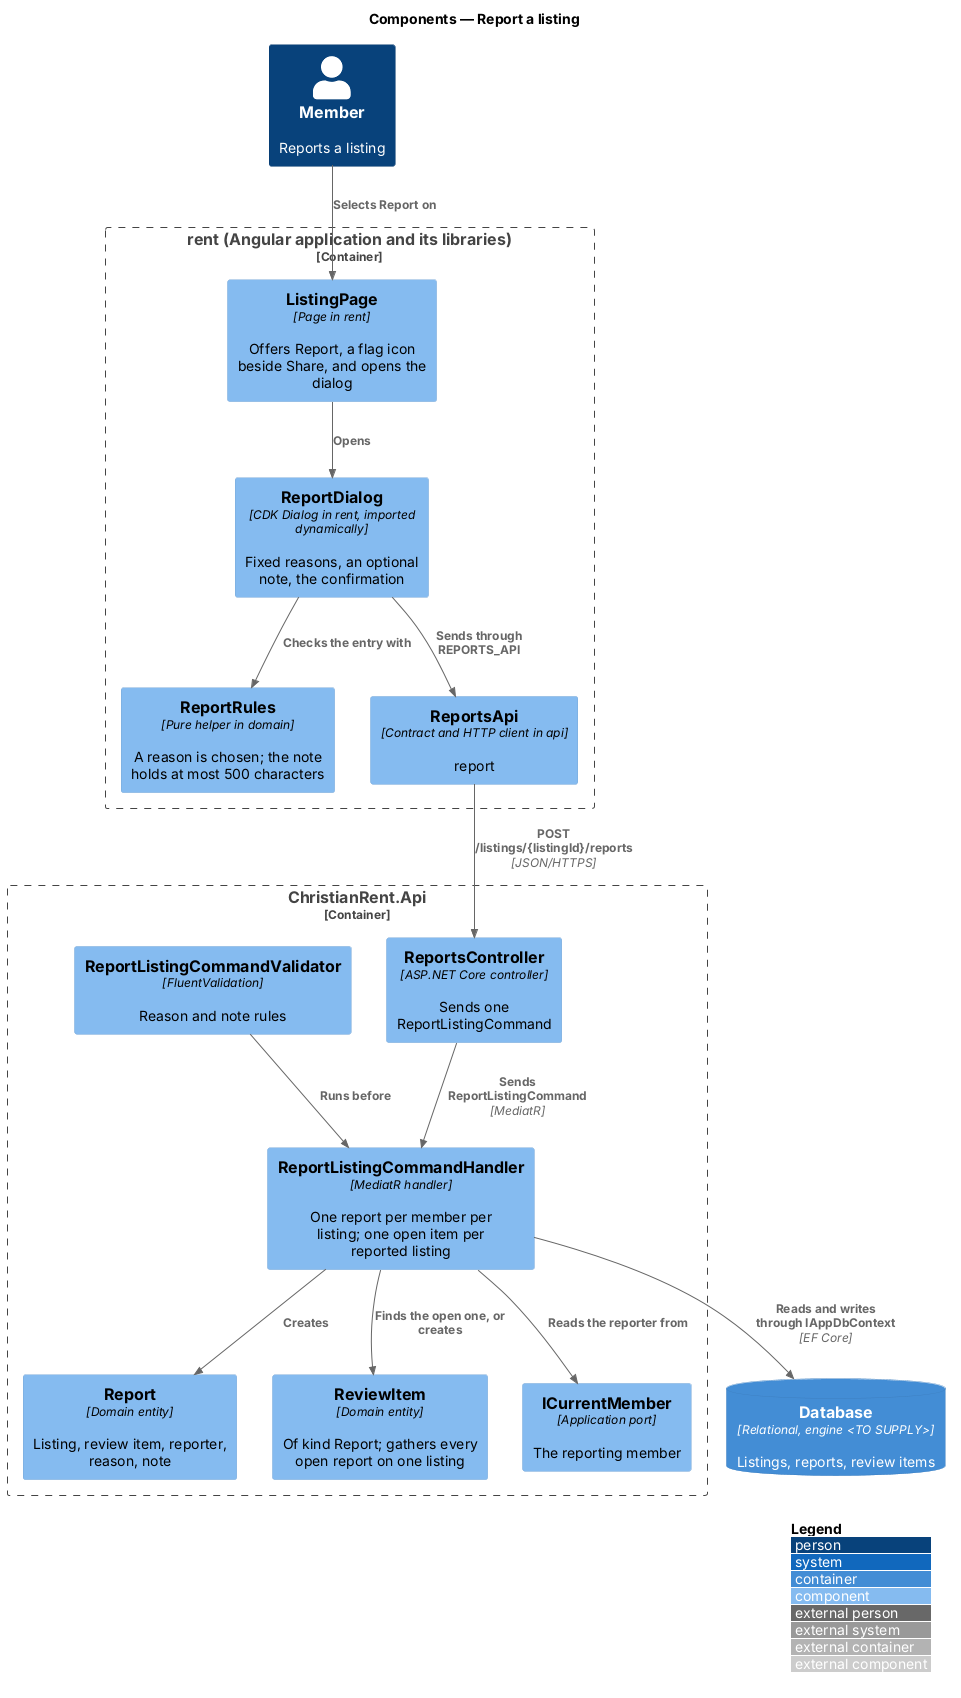 Components — Report a listing
Member
Reports a listing
Selects Report on
rent (Angular application and its libraries)
[Container]
ListingPage
[Page in rent]
Offers Report, a flag icon
beside Share, and opens the
dialog
Opens
ReportDialog
[CDK Dialog in rent, imported
dynamically]
Fixed reasons, an optional
note, the confirmation
Checks the entry with
Sends through
REPORTS_API
ReportRules
[Pure helper in domain]
A reason is chosen; the note
holds at most 500 characters
ReportsApi
[Contract and HTTP client in api]
report
POST
/listings/{listingId}/reports
[JSON/HTTPS]
ChristianRent.Api
[Container]
ReportListingCommandValidator
[FluentValidation]
Reason and note rules
ReportsController
[ASP.NET Core controller]
Sends one
ReportListingCommand
Runs before
Sends
ReportListingCommand
[MediatR]
ReportListingCommandHandler
[MediatR handler]
One report per member per
listing; one open item per
reported listing
Creates
Finds the open one, or
creates
Reads the reporter from
Reads and writes
through IAppDbContext
[EF Core]
Report
[Domain entity]
Listing, review item, reporter,
reason, note
ReviewItem
[Domain entity]
Of kind Report; gathers every
open report on one listing
ICurrentMember
[Application port]
The reporting member
Database
[Relational, engine <TO SUPPLY>]
Listings, reports, review items
Legend
person
system
container
component
external person
external system
external container
external component